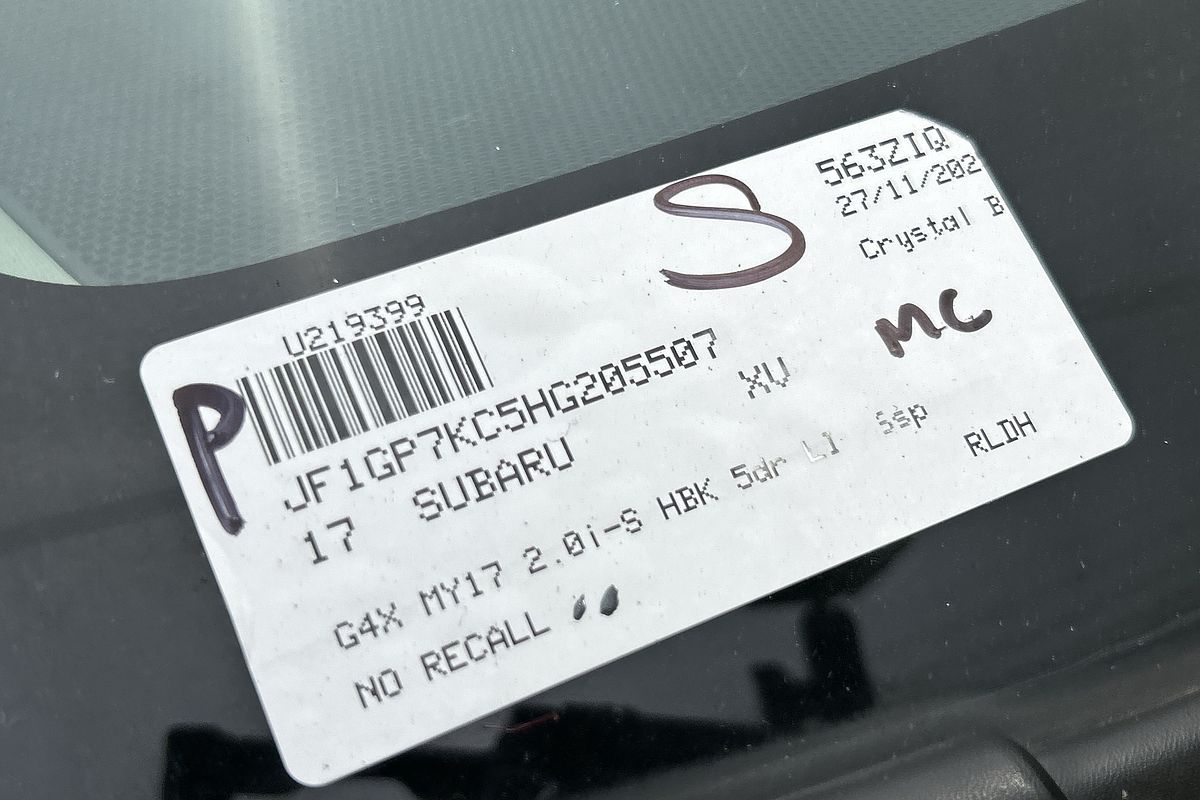 S
563ZIQ
27/11/202
Crystal B
U219399
MC
P
JF1GP7KC5HG205507
17 SUBARU XV
G4X MY17 2.0i-S HBK 5dr LI 5sp
RLDH
NO RECALL